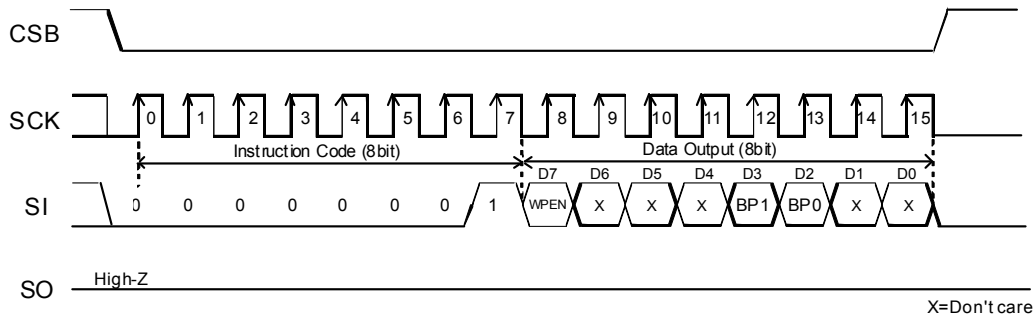 CSB
SCK
0 1 2 3 4 5 6 7 8 9 10 11 12 13 14 15
Instruction Code (8bit) Data Output (8bit)
D7 D6 D5 D4 D3 D2 D1 D0
SI 0 0 0 0 0 0 0 1 WPEN X X X BP1 BP0 X X
High-Z
SO
X=Don't care